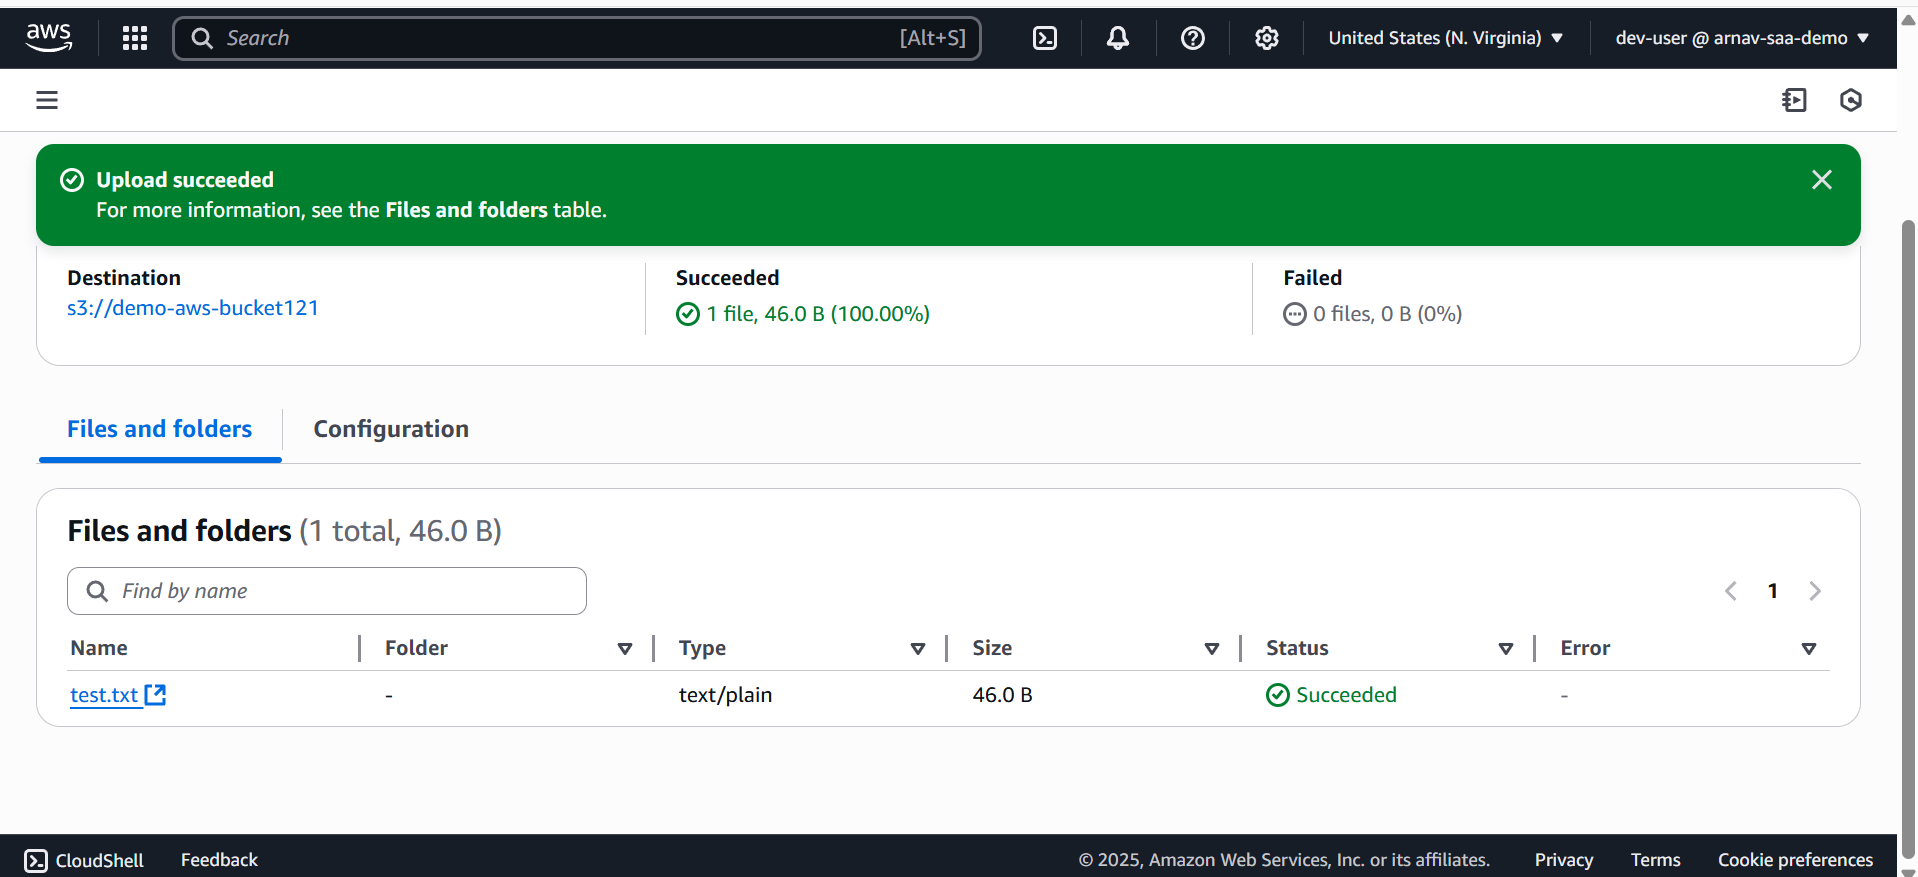 aws
Search [Alt+S] United States (N. Virginia) dev-user @ arnav-saa-demo
Upload succeeded
For more information, see the Files and folders table.
Destination
s3://demo-aws-bucket121
Succeeded
1 file, 46.0 B (100.00%)
Failed
0 files, 0 B (0%)
Files and folders Configuration
Files and folders (1 total, 46.0 B)
Find by name
1
Name Folder Type Size Status Error
test.txt - text/plain 46.0 B Succeeded -
CloudShell Feedback © 2025, Amazon Web Services, Inc. or its affiliates. Privacy Terms Cookie preferences